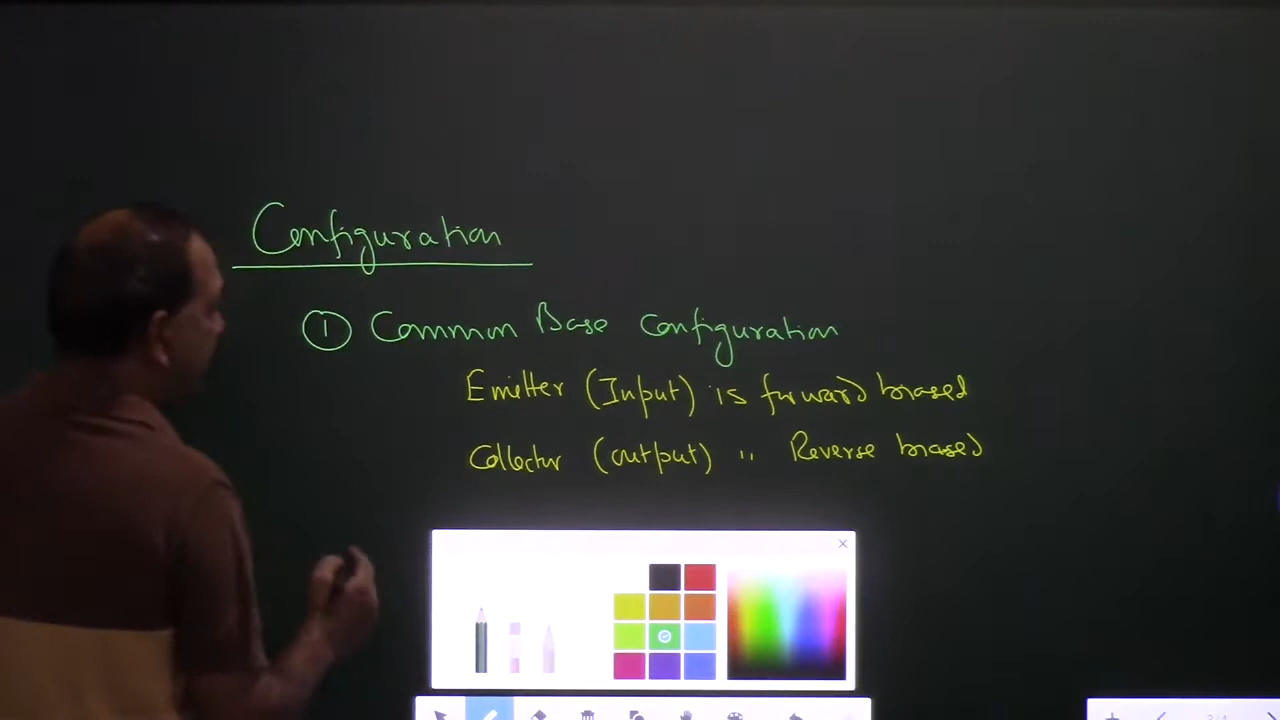 Configuration
① Common Base Configuration
Emitter (Input) is forward biased
Collector (output) " Reverse biased